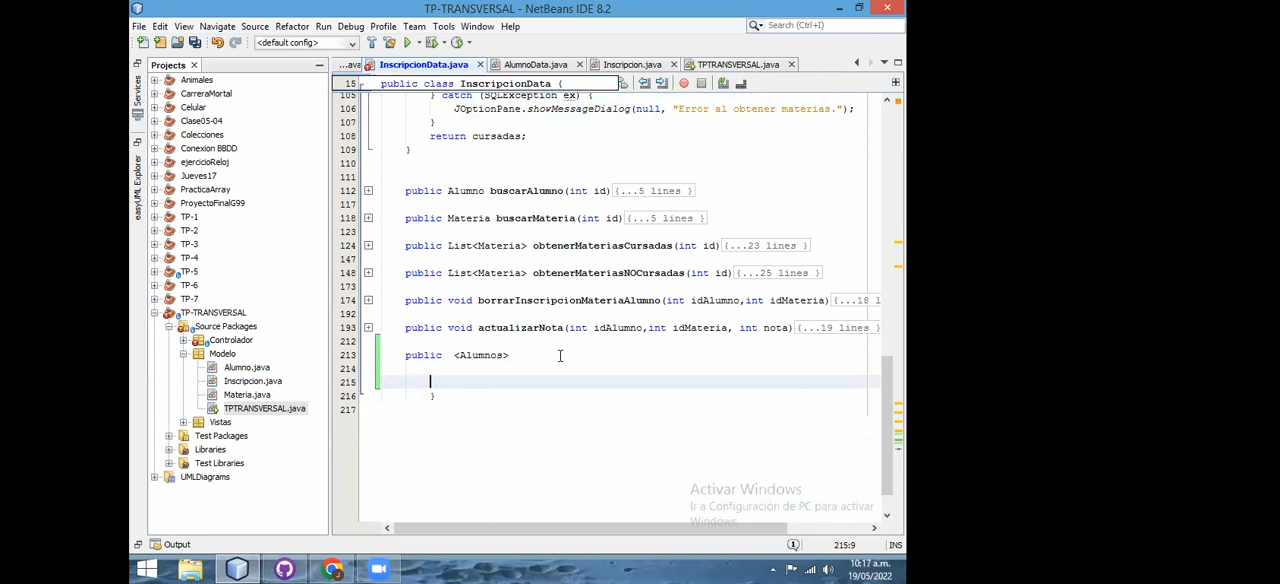 TP-TRANSVERSAL - NetBeans IDE 8.2
File Edit View Navigate Source Refactor Run Debug Profile Team Tools Window Help
Search (Ctrl+I)
<default config>
Projects
...ava InscripcionData.java AlumnoData.java Inscripcion.java TPTRANSVERSAL.java
Services
easyUML Explorer
Animales
CarreraMortal
Celular
Clase05-04
Colecciones
Conexion BBDD
ejercicioReloj
Jueves17
PracticaArray
ProyectoFinalG99
TP-1
TP-2
TP-3
TP-4
TP-5
TP-6
TP-7
TP-TRANSVERSAL
Source Packages
Controlador
Modelo
Alumno.java
Inscripcion.java
Materia.java
TPTRANSVERSAL.java
Vistas
Test Packages
Libraries
Test Libraries
UMLDiagrams
15 public class InscripcionData {
105 } catch (SQLException ex) {
106 JOptionPane.showMessageDialog(null, "Error al obtener materias.");
107 }
108 return cursadas;
109 }
110
111
112 public Alumno buscarAlumno(int id){...5 lines }
117
118 public Materia buscarMateria(int id){...5 lines }
123
124 public List<Materia> obtenerMateriasCursadas(int id){...23 lines }
147
148 public List<Materia> obtenerMateriasNOCursadas(int id){...25 lines }
173
174 public void borrarInscripcionMateriaAlumno(int idAlumno,int idMateria){...18 l
192
193 public void actualizarNota(int idAlumno,int idMateria, int nota){...19 lines }
212
213 public <Alumnos>
214
215
216 }
217
Activar Windows
Ir a Configuración de PC para activar
Windows.
Output
1
215:9
INS
10:17 a.m.
19/05/2022